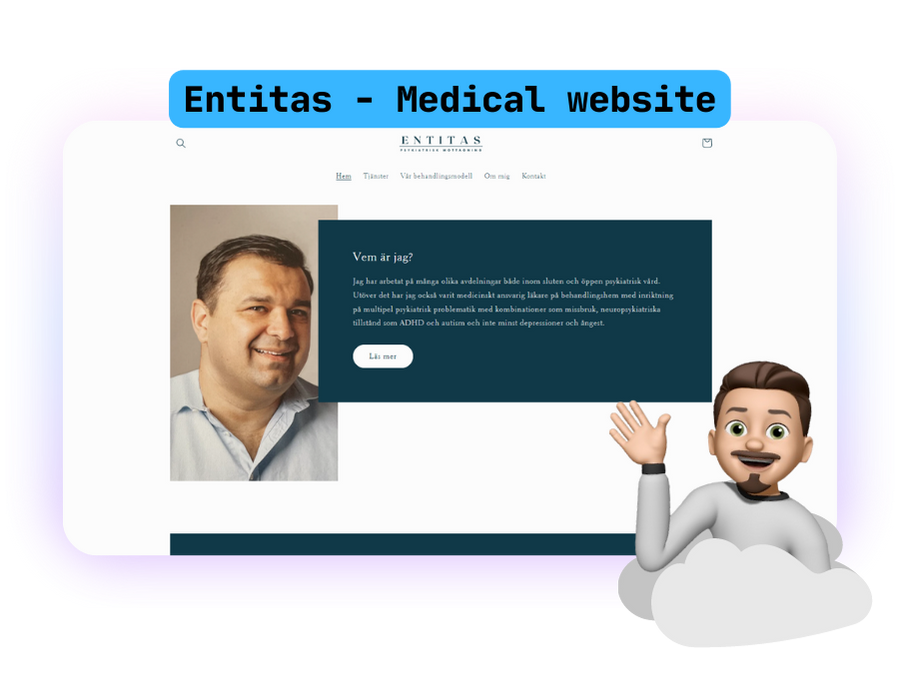 Entitas - Medical website
ENTITAS
PSYKIATRISK MOTTAGNING
Hem Tjänster Vår behandlingsmodell Om mig Kontakt
Vem är jag?
Jag har arbetat på många olika avdelningar både inom sluten och öppen psykiatrisk vård.
Utöver det har jag också varit medicinskt ansvarig läkare på behandlingshem med inriktning
på multipel psykiatrisk problematik med kombinationer som missbruk, neuropsykiatriska
tillstånd som ADHD och autism och inte minst depressioner och ångest.
Läs mer